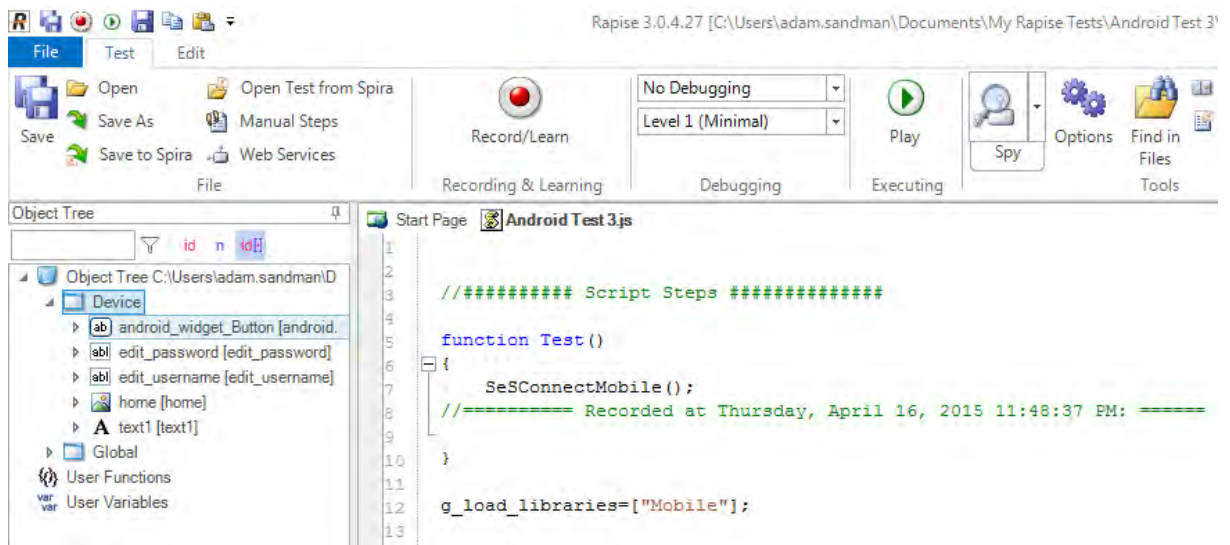 Rapise 3.0.4.27 [C:\Users\adam.sandman\Documents\My Rapise Tests\Android Test 3\
File Test Edit
Save
Open
Save As
Save to Spira
Open Test from Spira
Manual Steps
Web Services
File
Record/Learn
Recording & Learning
No Debugging
Level 1 (Minimal)
Debugging
Play
Executing
Spy
Options
Find in
Files
Tools
Object Tree
id n id[-]
Object Tree C:\Users\adam.sandman\D
Device
android_widget_Button [android.
edit_password [edit_password]
edit_username [edit_username]
home [home]
text1 [text1]
Global
User Functions
User Variables
Start Page Android Test 3.js
1
2
3 //########## Script Steps ##############
4
5 function Test()
6 {
7 SeSConnectMobile();
8 //========== Recorded at Thursday, April 16, 2015 11:48:37 PM: ======
9
10 }
11
12 g_load_libraries=["Mobile"];
13